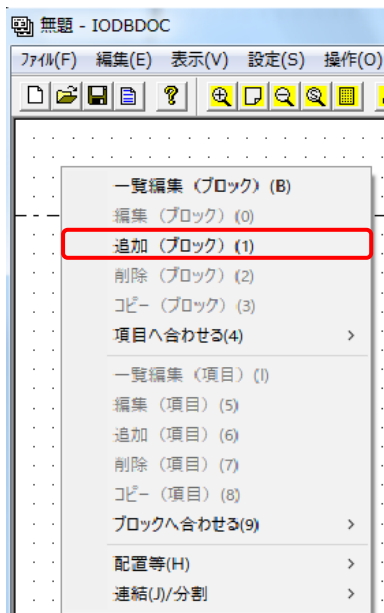 無題 - IODBDOC
ﾌｧｲﾙ(F) 編集(E) 表示(V) 設定(S) 操作(O)
一覧編集（ブロック）(B)
編集（ブロック）(0)
追加（ブロック）(1)
削除（ブロック）(2)
コピー（ブロック）(3)
項目へ合わせる(4)
一覧編集（項目）(I)
編集（項目）(5)
追加（項目）(6)
削除（項目）(7)
コピー（項目）(8)
ブロックへ合わせる(9)
配置等(H)
連結(J)/分割